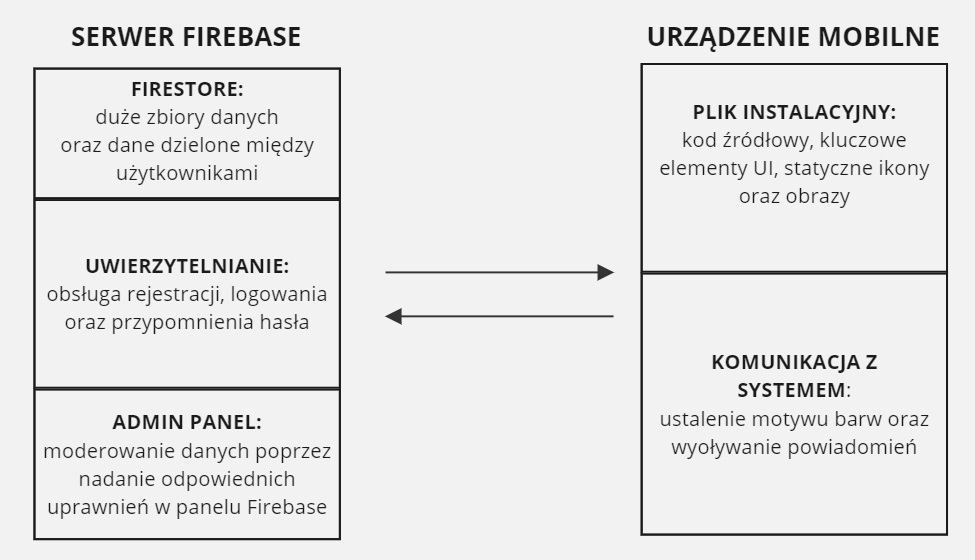 SERWER FIREBASE
FIRESTORE:
duże zbiory danych
oraz dane dzielone między
użytkownikami
UWIERZYTELNIANIE:
obsługa rejestracji, logowania
oraz przypomnienia hasła
ADMIN PANEL:
moderowanie danych poprzez
nadanie odpowiednich
uprawnień w panelu Firebase
URZĄDZENIE MOBILNE
PLIK INSTALACYJNY:
kod źródłowy, kluczowe
elementy UI, statyczne ikony
oraz obrazy
KOMUNIKACJA Z
SYSTEMEM:
ustalenie motywu barw oraz
wyoływanie powiadomień